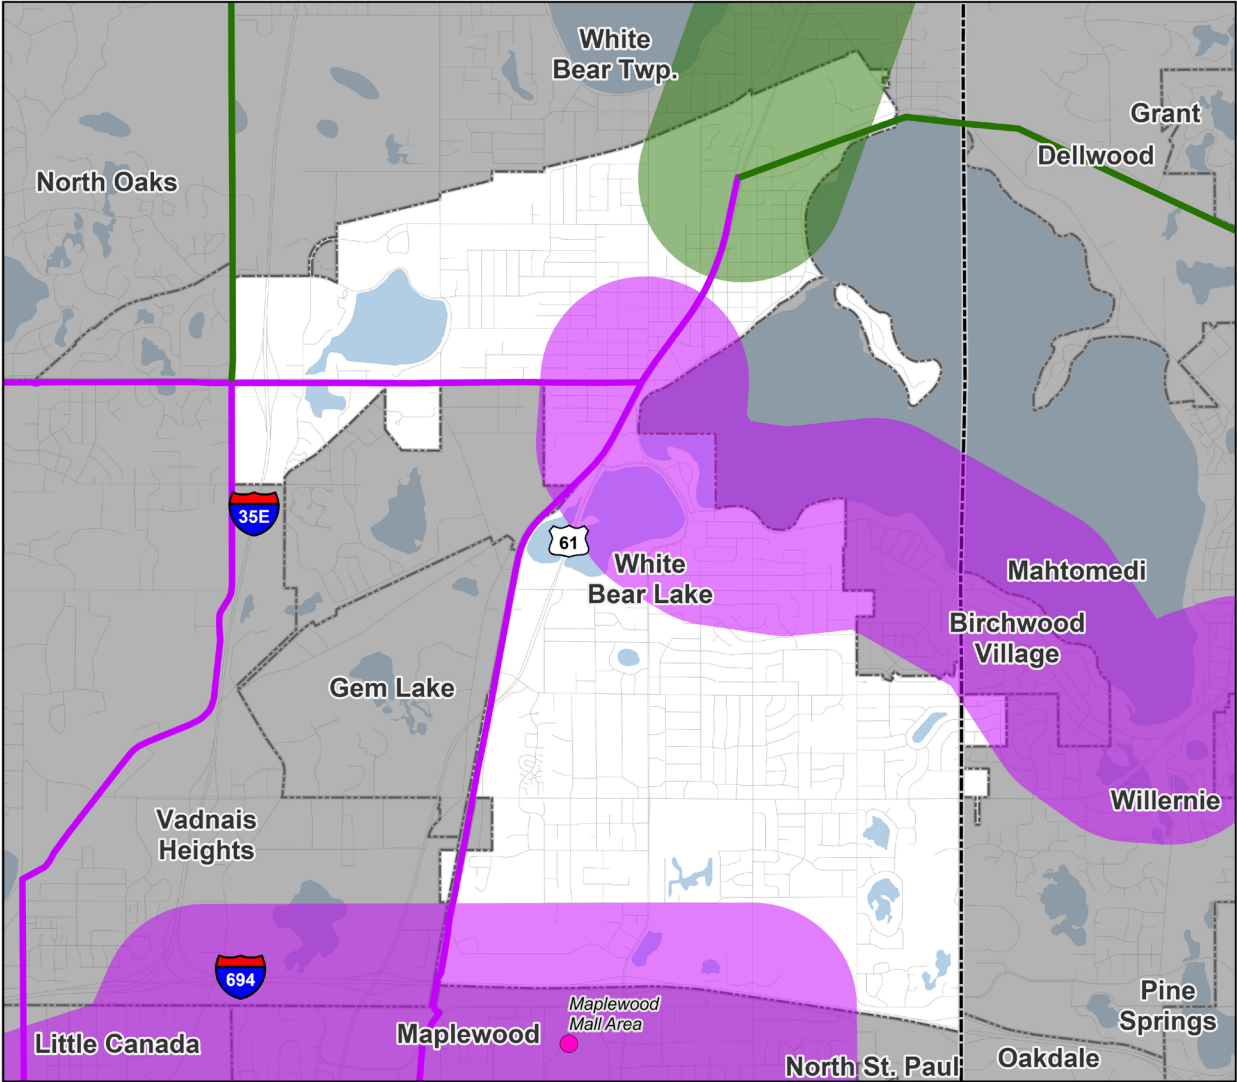 White
Bear Twp.
Grant
Dellwood
North Oaks
35E
61
White
Bear Lake
Mahtomedi
Birchwood
Village
Gem Lake
Willernie
Vadnais
Heights
694
Pine
Springs
Maplewood
Mall Area
Little Canada
Maplewood
Oakdale
North St. Paul